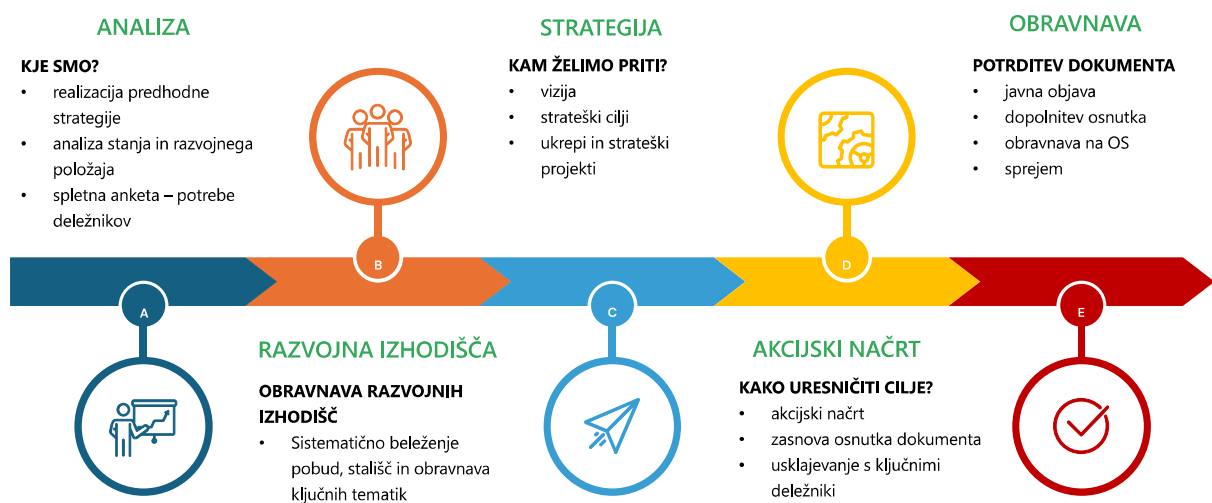 ANALIZA
KJE SMO?
• realizacija predhodne
strategije
• analiza stanja in razvojnega
položaja
• spletna anketa – potrebe
deležnikov
A
B
RAZVOJNA IZHODIŠČA
OBRAVNAVA RAZVOJNIH
IZHODIŠČ
• Sistematično beleženje
pobud, stališč in obravnava
ključnih tematik
STRATEGIJA
KAM ŽELIMO PRITI?
• vizija
• strateški cilji
• ukrepi in strateški
projekti
C
D
AKCIJSKI NAČRT
KAKO URESNIČITI CILJE?
• akcijski načrt
• zasnova osnutka dokumenta
• usklajevanje s ključnimi
deležniki
OBRAVNAVA
POTRDITEV DOKUMENTA
• javna objava
• dopolnitev osnutka
• obravnava na OS
• sprejem
E